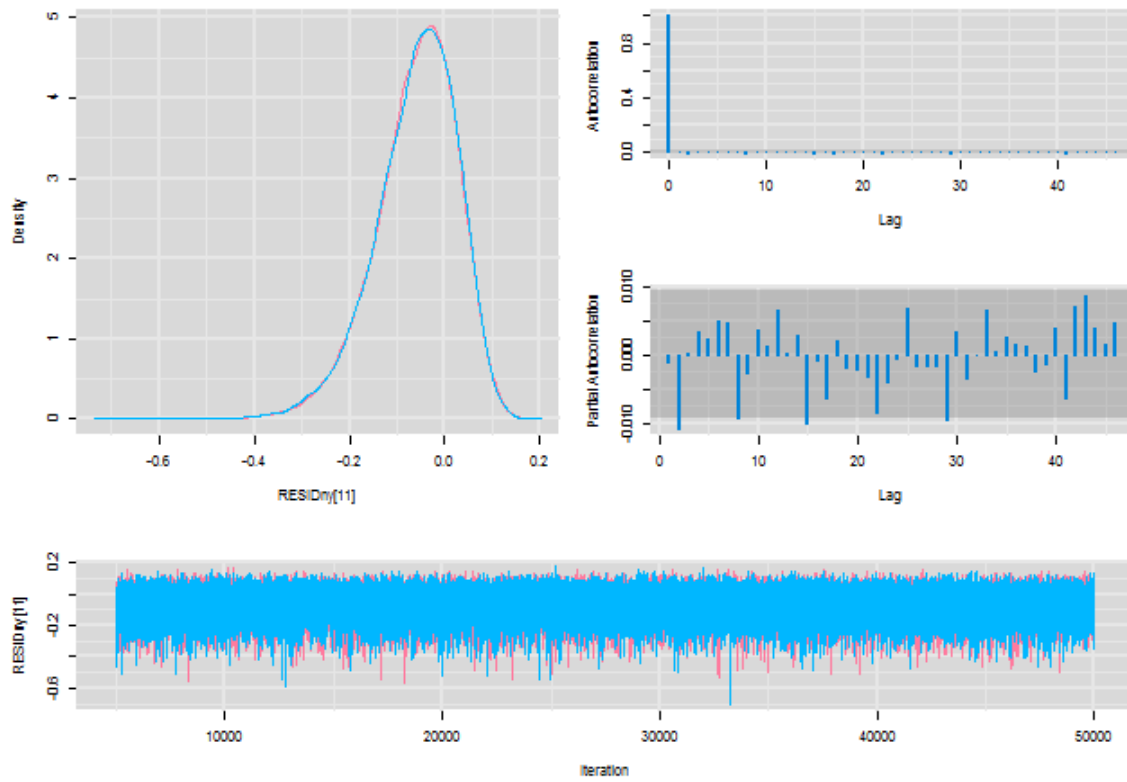 Density
0 1 2 3 4 5
−0.6 −0.4 −0.2 0.0 0.2
RESIDny[11]
Autocorrelation
0.0 0.4 0.8
0 10 20 30 40
Lag
Partial Autocorrelation
−0.010 0.000 0.010
0 10 20 30 40
Lag
RESIDny[11]
−0.6 −0.2 0.2
10000 20000 30000 40000 50000
Iteration